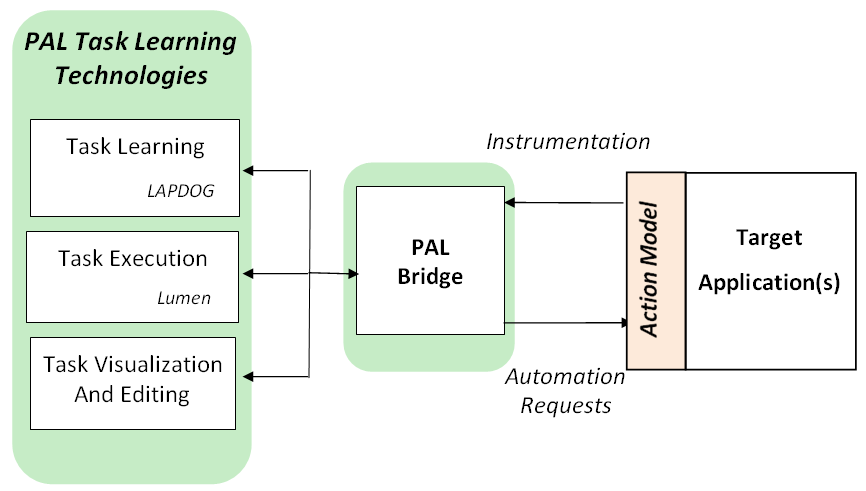 PAL Task Learning
Technologies
Task Learning
LAPDOG
Task Execution
Lumen
Task Visualization
And Editing
PAL
Bridge
Instrumentation
Automation
Requests
Action Model
Target
Application(s)